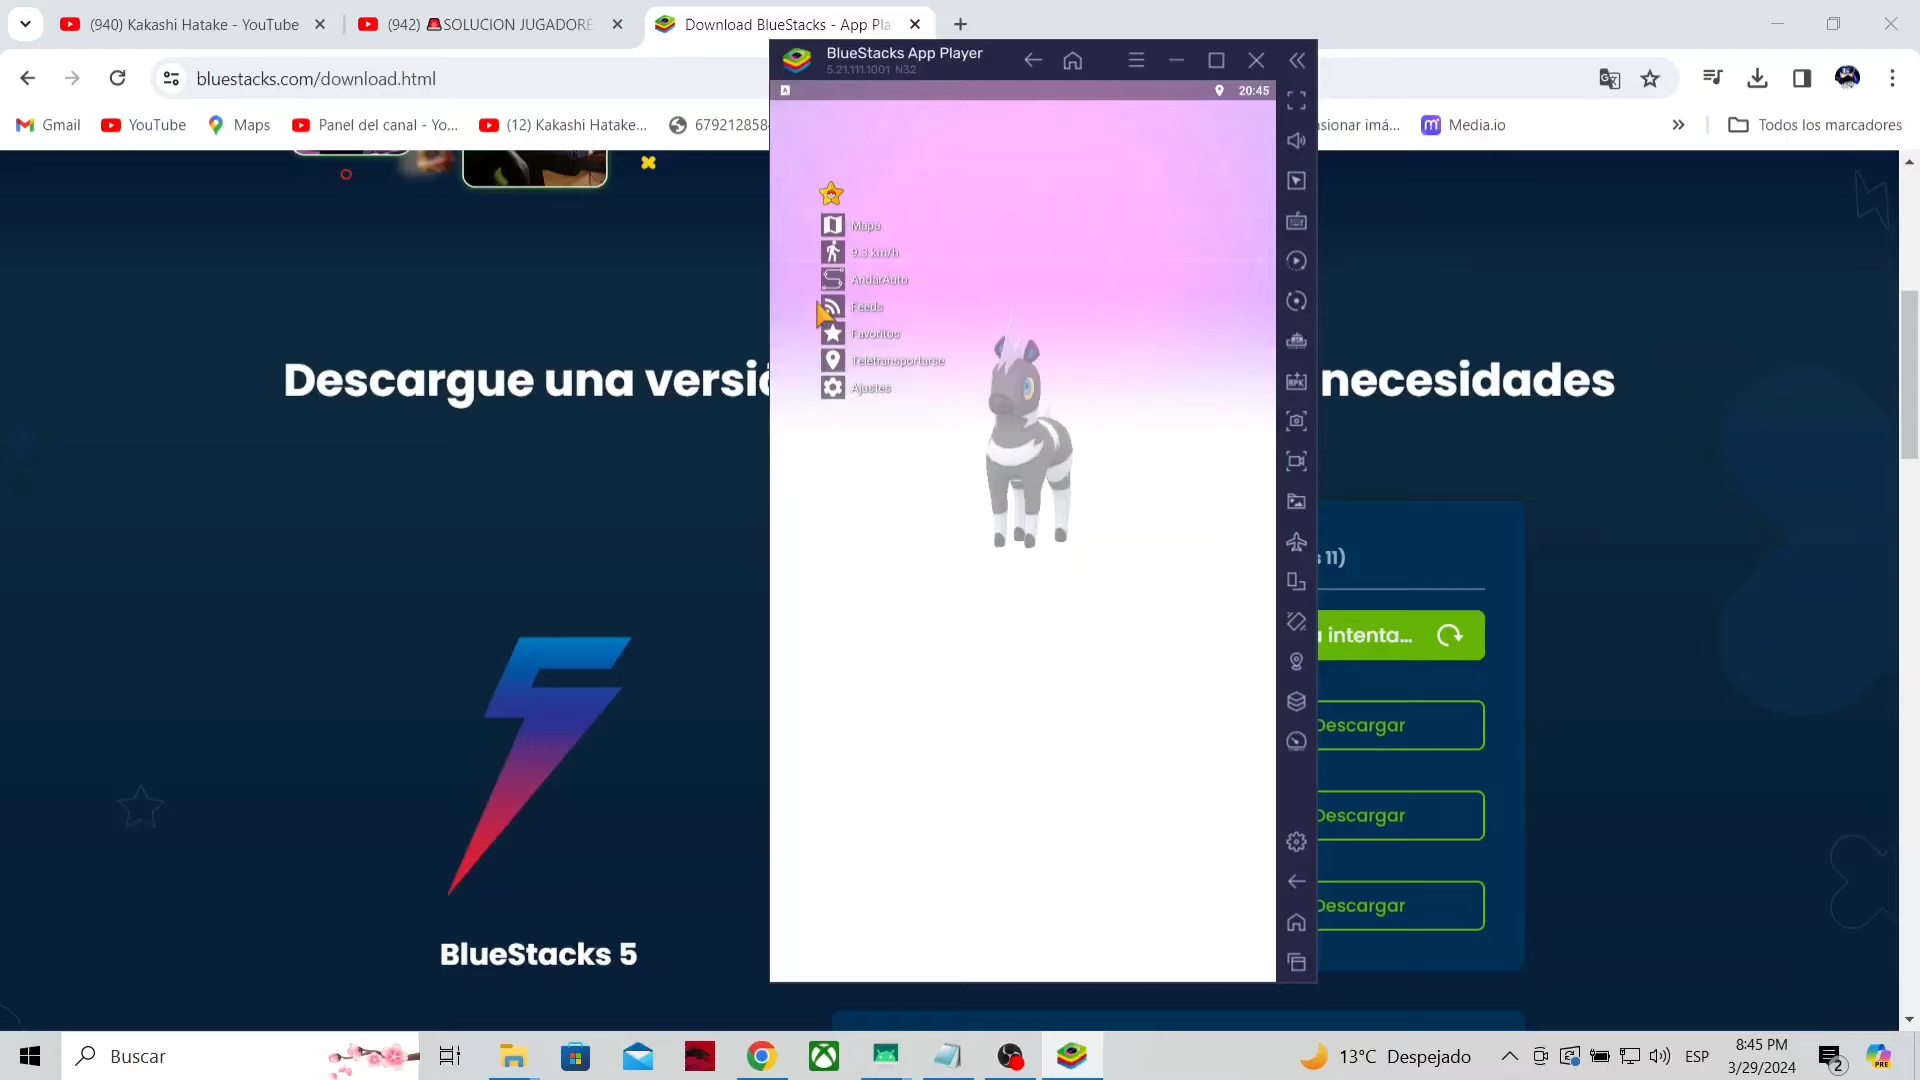 (940) Kakashi Hatake - YouTube
(942) 🚨SOLUCION JUGADORE
Download BlueStacks - App Pla
bluestacks.com/download.html
Gmail
YouTube
Maps
Panel del canal - Yo...
(12) Kakashi Hatake...
679212858
sionar imá...
Media.io
Todos los marcadores
BlueStacks App Player
5.21.111.1001 N32
20:45
Mapa
9.3 km/h
AndarAuto
Feeds
Favoritos
Teletransportarse
Ajustes
Descargue una versió
necesidades
s 11)
intenta...
Descargar
Descargar
Descargar
BlueStacks 5
Buscar
13°C Despejado
ESP
8:45 PM
3/29/2024
2
PRE